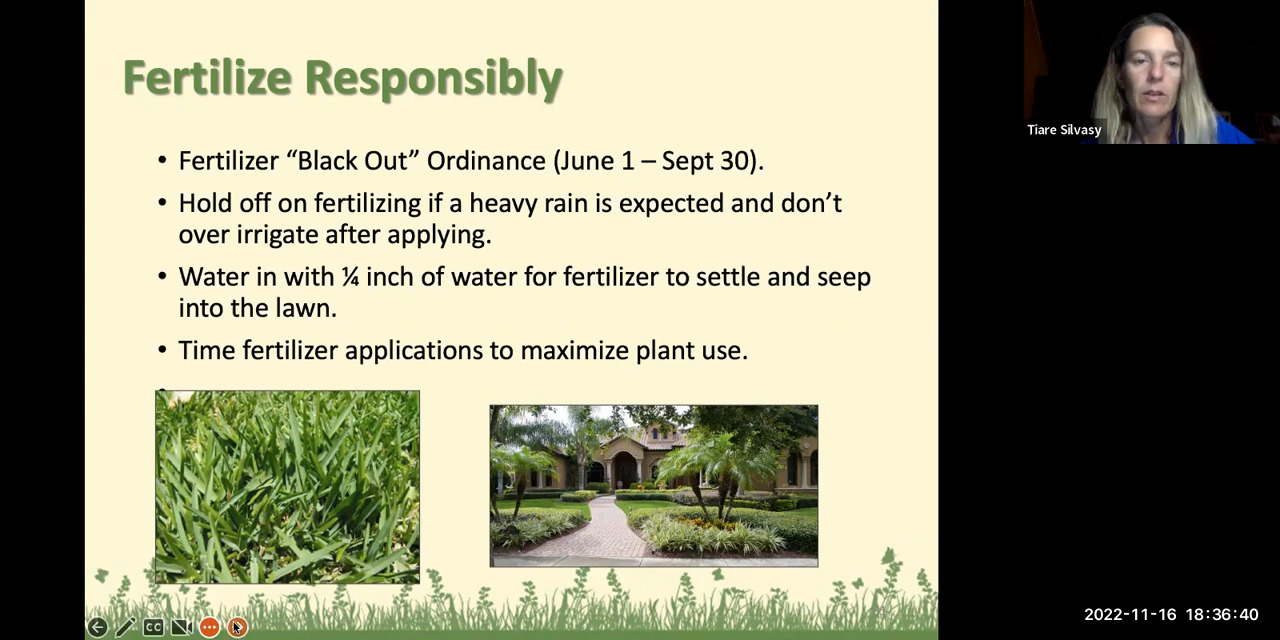 Fertilize Responsibly
• Fertilizer “Black Out” Ordinance (June 1 – Sept 30).
• Hold off on fertilizing if a heavy rain is expected and don’t
over irrigate after applying.
• Water in with ¼ inch of water for fertilizer to settle and seep
into the lawn.
• Time fertilizer applications to maximize plant use.
Tiare Silvasy
CC
2022-11-16 18:36:40